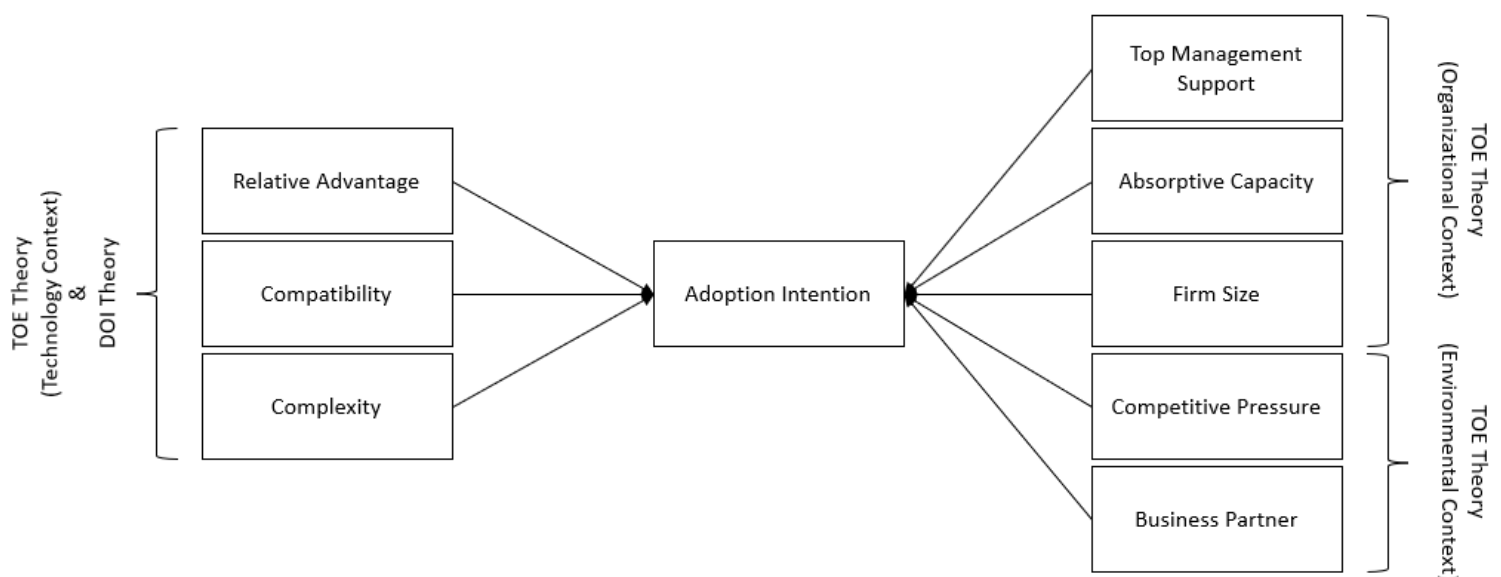 TOE Theory
(Technology Context)
&
DOI Theory
Relative Advantage
Compatibility
Complexity
Adoption Intention
Top Management
Support
Absorptive Capacity
Firm Size
Competitive Pressure
Business Partner
TOE Theory
(Organizational Context)
TOE Theory
(Environmental Context)